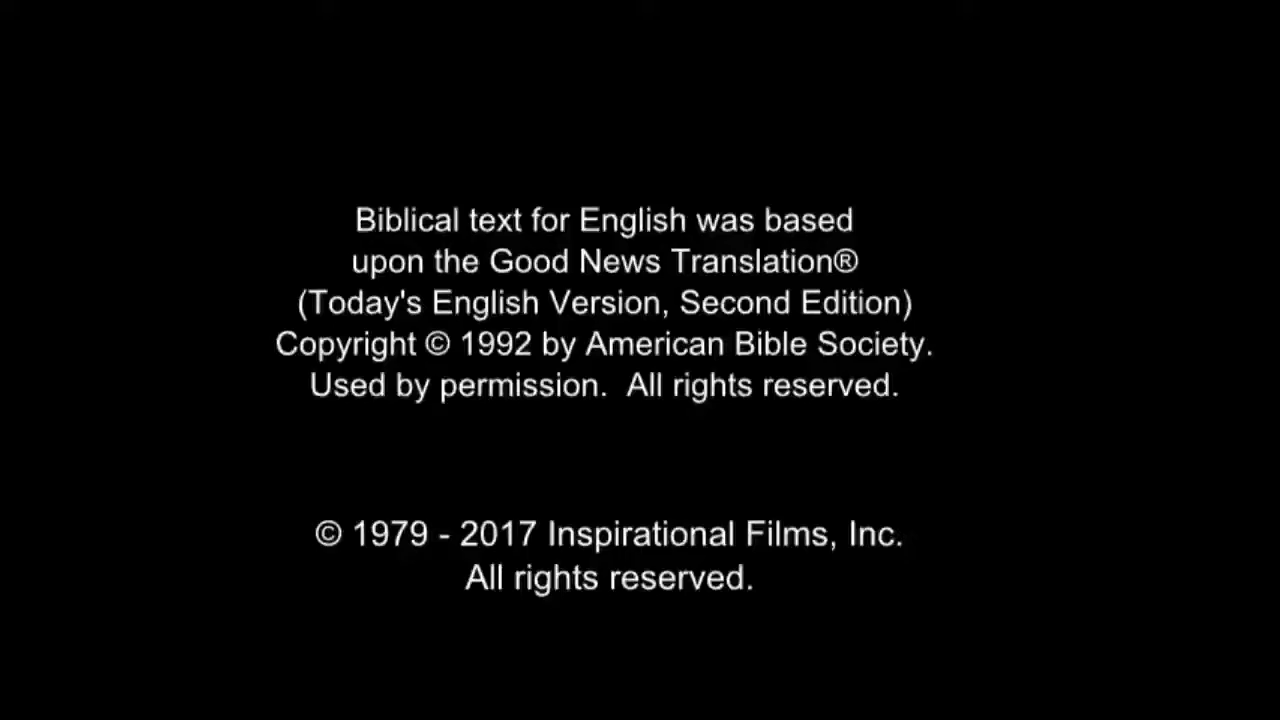 Biblical text for English was based
upon the Good News Translation®
(Today's English Version, Second Edition)
Copyright © 1992 by American Bible Society.
Used by permission.  All rights reserved.
© 1979 - 2017 Inspirational Films, Inc.
All rights reserved.